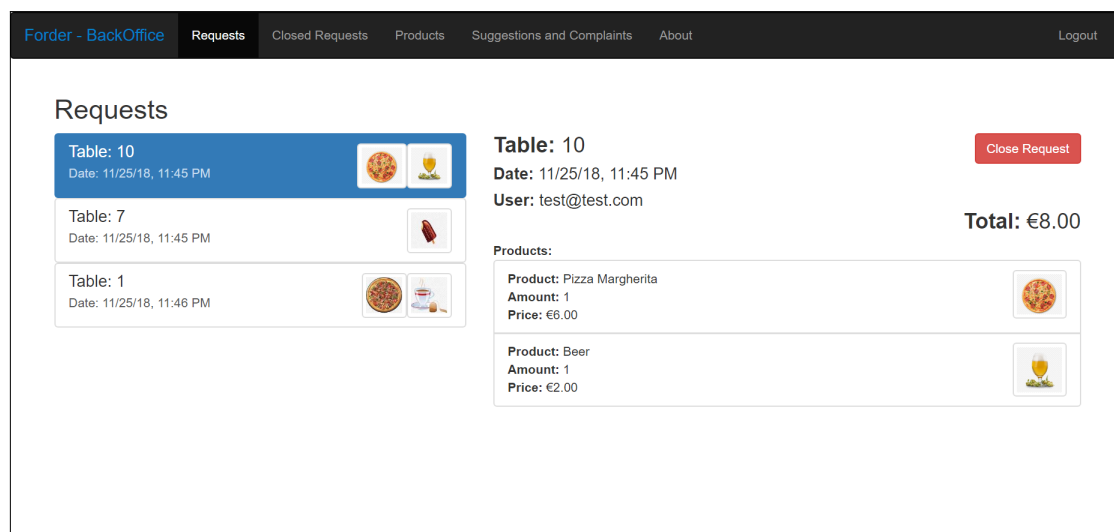 Forder - BackOffice Requests Closed Requests Products Suggestions and Complaints About Logout
Requests
Table: 10
Date: 11/25/18, 11:45 PM
Table: 7
Date: 11/25/18, 11:45 PM
Table: 1
Date: 11/25/18, 11:46 PM
Table: 10
Close Request
Date: 11/25/18, 11:45 PM
User: test@test.com
Total: €8.00
Products:
Product: Pizza Margherita
Amount: 1
Price: €6.00
Product: Beer
Amount: 1
Price: €2.00